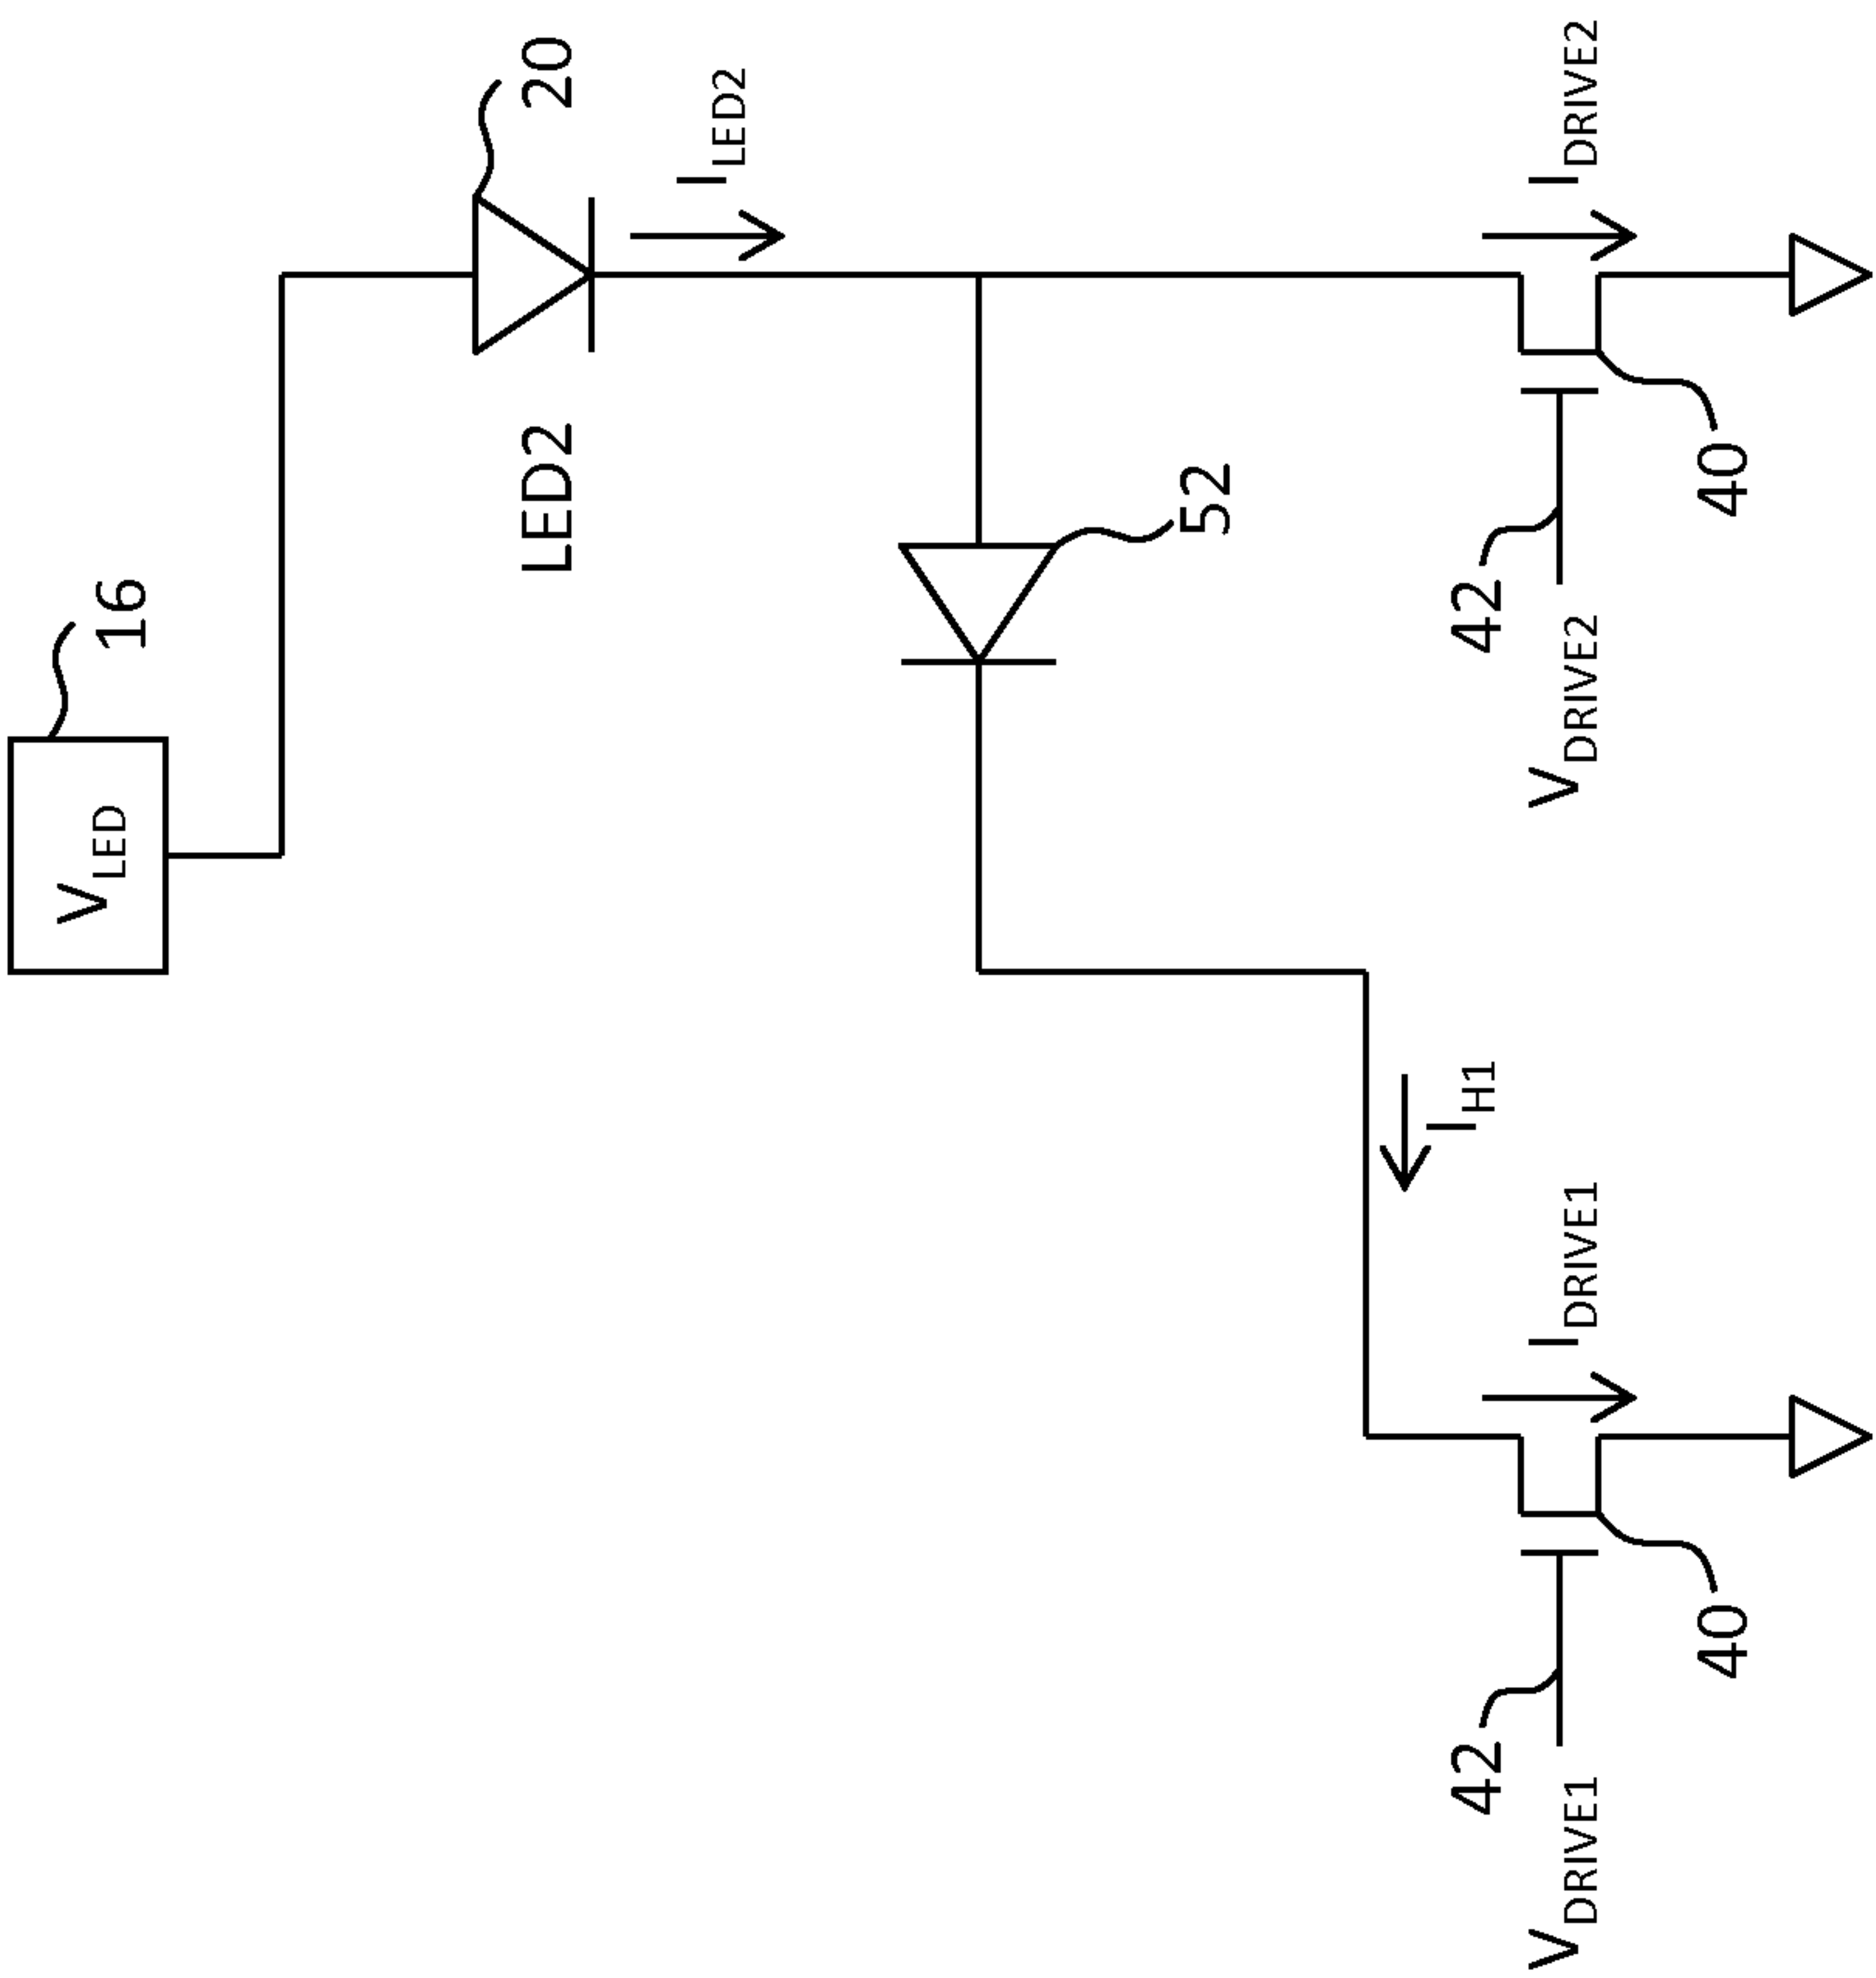 V_LED
16
20
LED2
I_LED2
52
I_H1
42
V_DRIVE1
I_DRIVE1
40
42
V_DRIVE2
I_DRIVE2
40